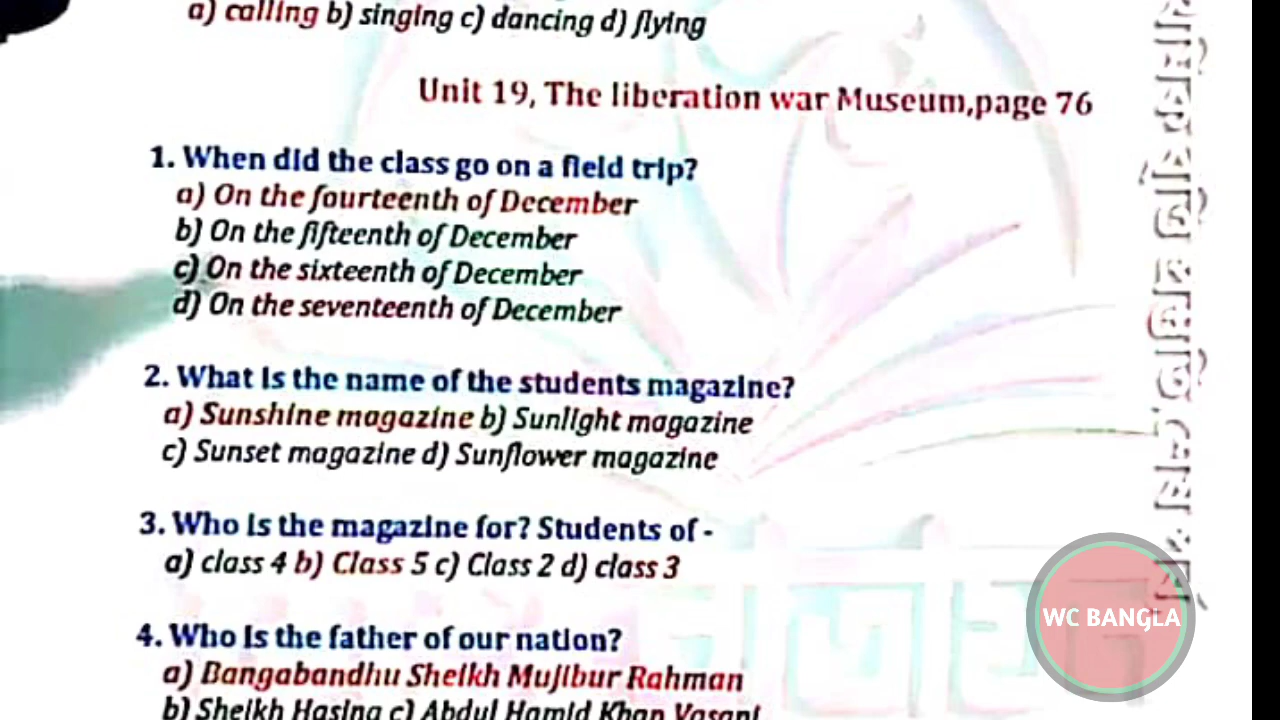 a) calling b) singing c) dancing d) flying
Unit 19, The liberation war Museum,page 76
1. When did the class go on a field trip?
a) On the fourteenth of December
b) On the fifteenth of December
c) On the sixteenth of December
d) On the seventeenth of December
2. What is the name of the students magazine?
a) Sunshine magazine b) Sunlight magazine
c) Sunset magazine d) Sunflower magazine
3. Who is the magazine for? Students of -
a) class 4 b) Class 5 c) Class 2 d) class 3
4. Who is the father of our nation?
a) Bangabandhu Sheikh Mujibur Rahman
b) Sheikh Hasina c) Abdul Hamid Khan Vasani
WC BANGLA